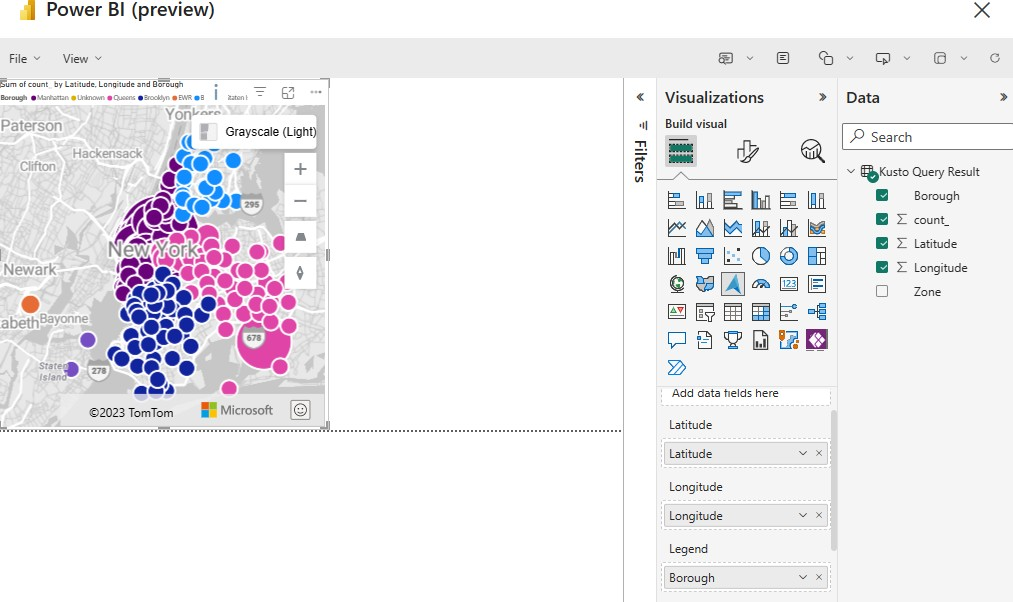 Power BI (preview)
File
View
Sum of count_ by Latitude, Longitude and Borough
Borough Manhattan Unknown Queens Brooklyn EWR B Staten I
Yonkers
Paterson
Grayscale (Light)
Hackensack
Clifton
295
New York
Newark
abeth
Bayonne
678
Staten
Island
278
©2023 TomTom
Microsoft
Filters
Visualizations
Build visual
123
Add data fields here
Latitude
Latitude
Longitude
Longitude
Legend
Borough
Data
Search
Kusto Query Result
Borough
count_
Latitude
Longitude
Zone